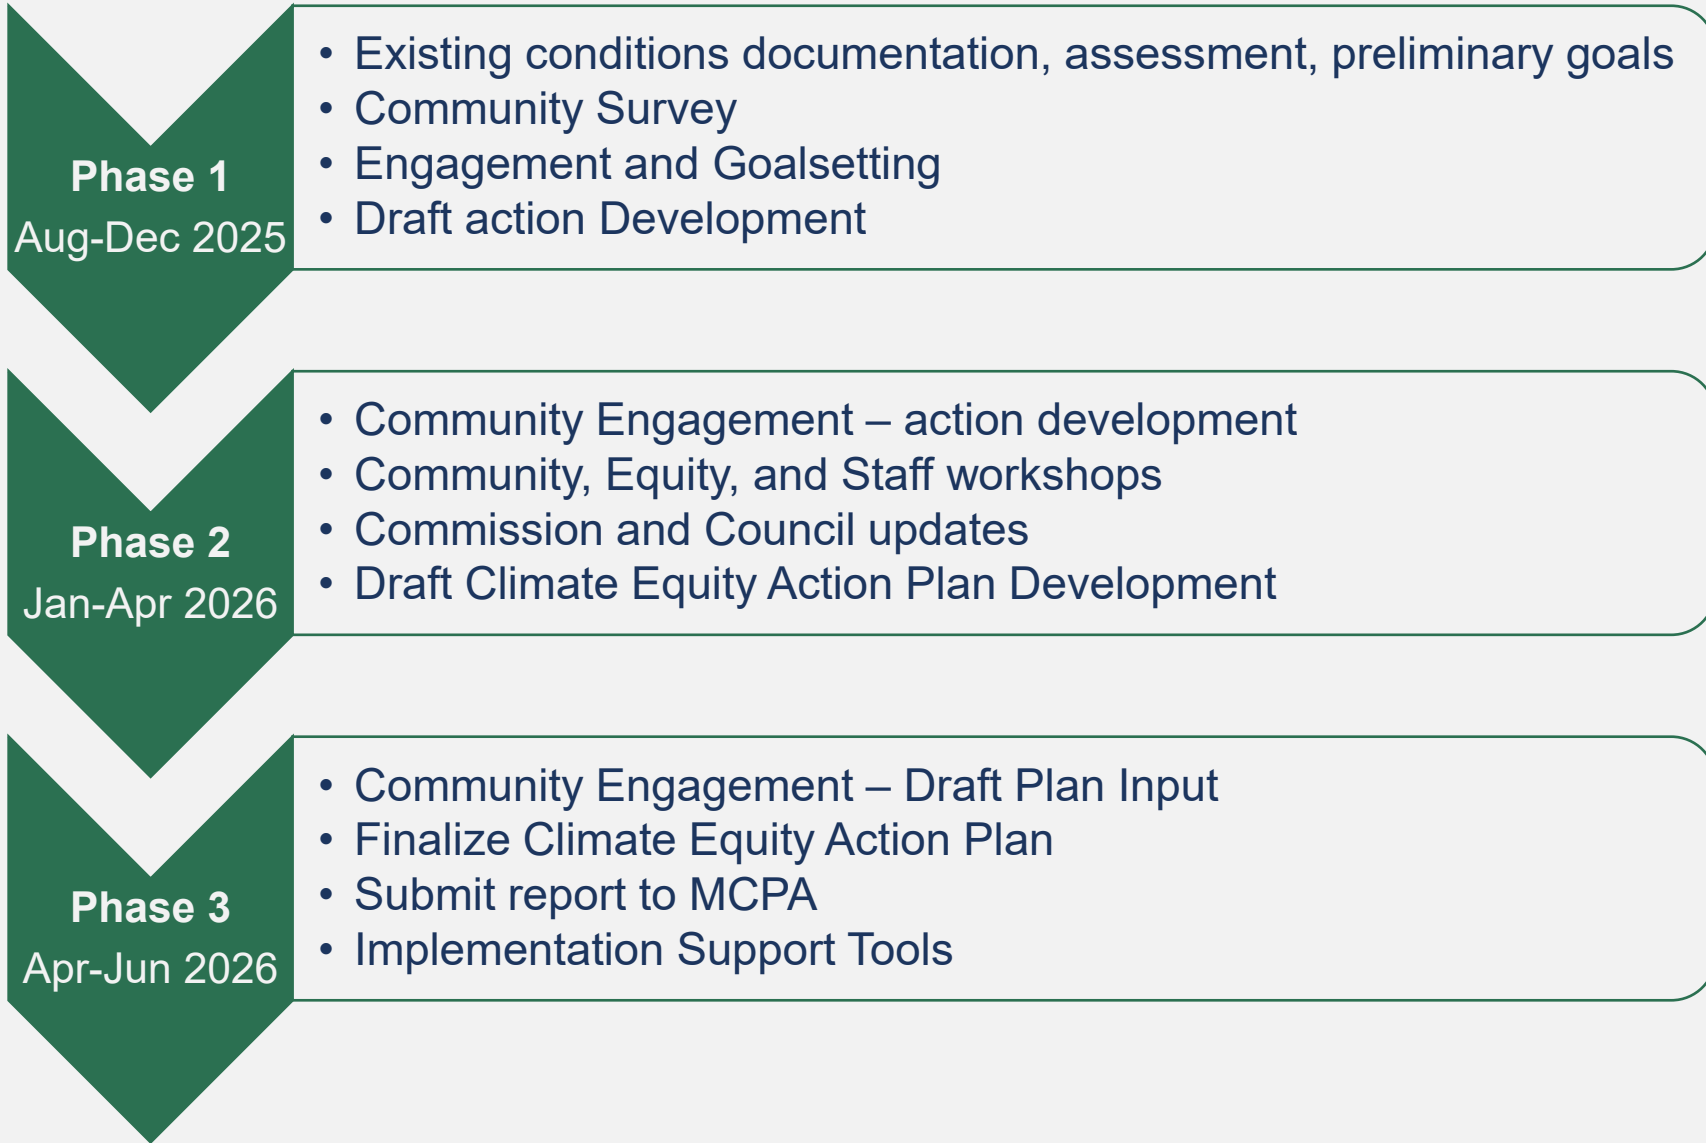 Phase 1
Aug-Dec 2025
• Existing conditions documentation, assessment, preliminary goals
• Community Survey
• Engagement and Goalsetting
• Draft action Development
Phase 2
Jan-Apr 2026
• Community Engagement – action development
• Community, Equity, and Staff workshops
• Commission and Council updates
• Draft Climate Equity Action Plan Development
Phase 3
Apr-Jun 2026
• Community Engagement – Draft Plan Input
• Finalize Climate Equity Action Plan
• Submit report to MCPA
• Implementation Support Tools